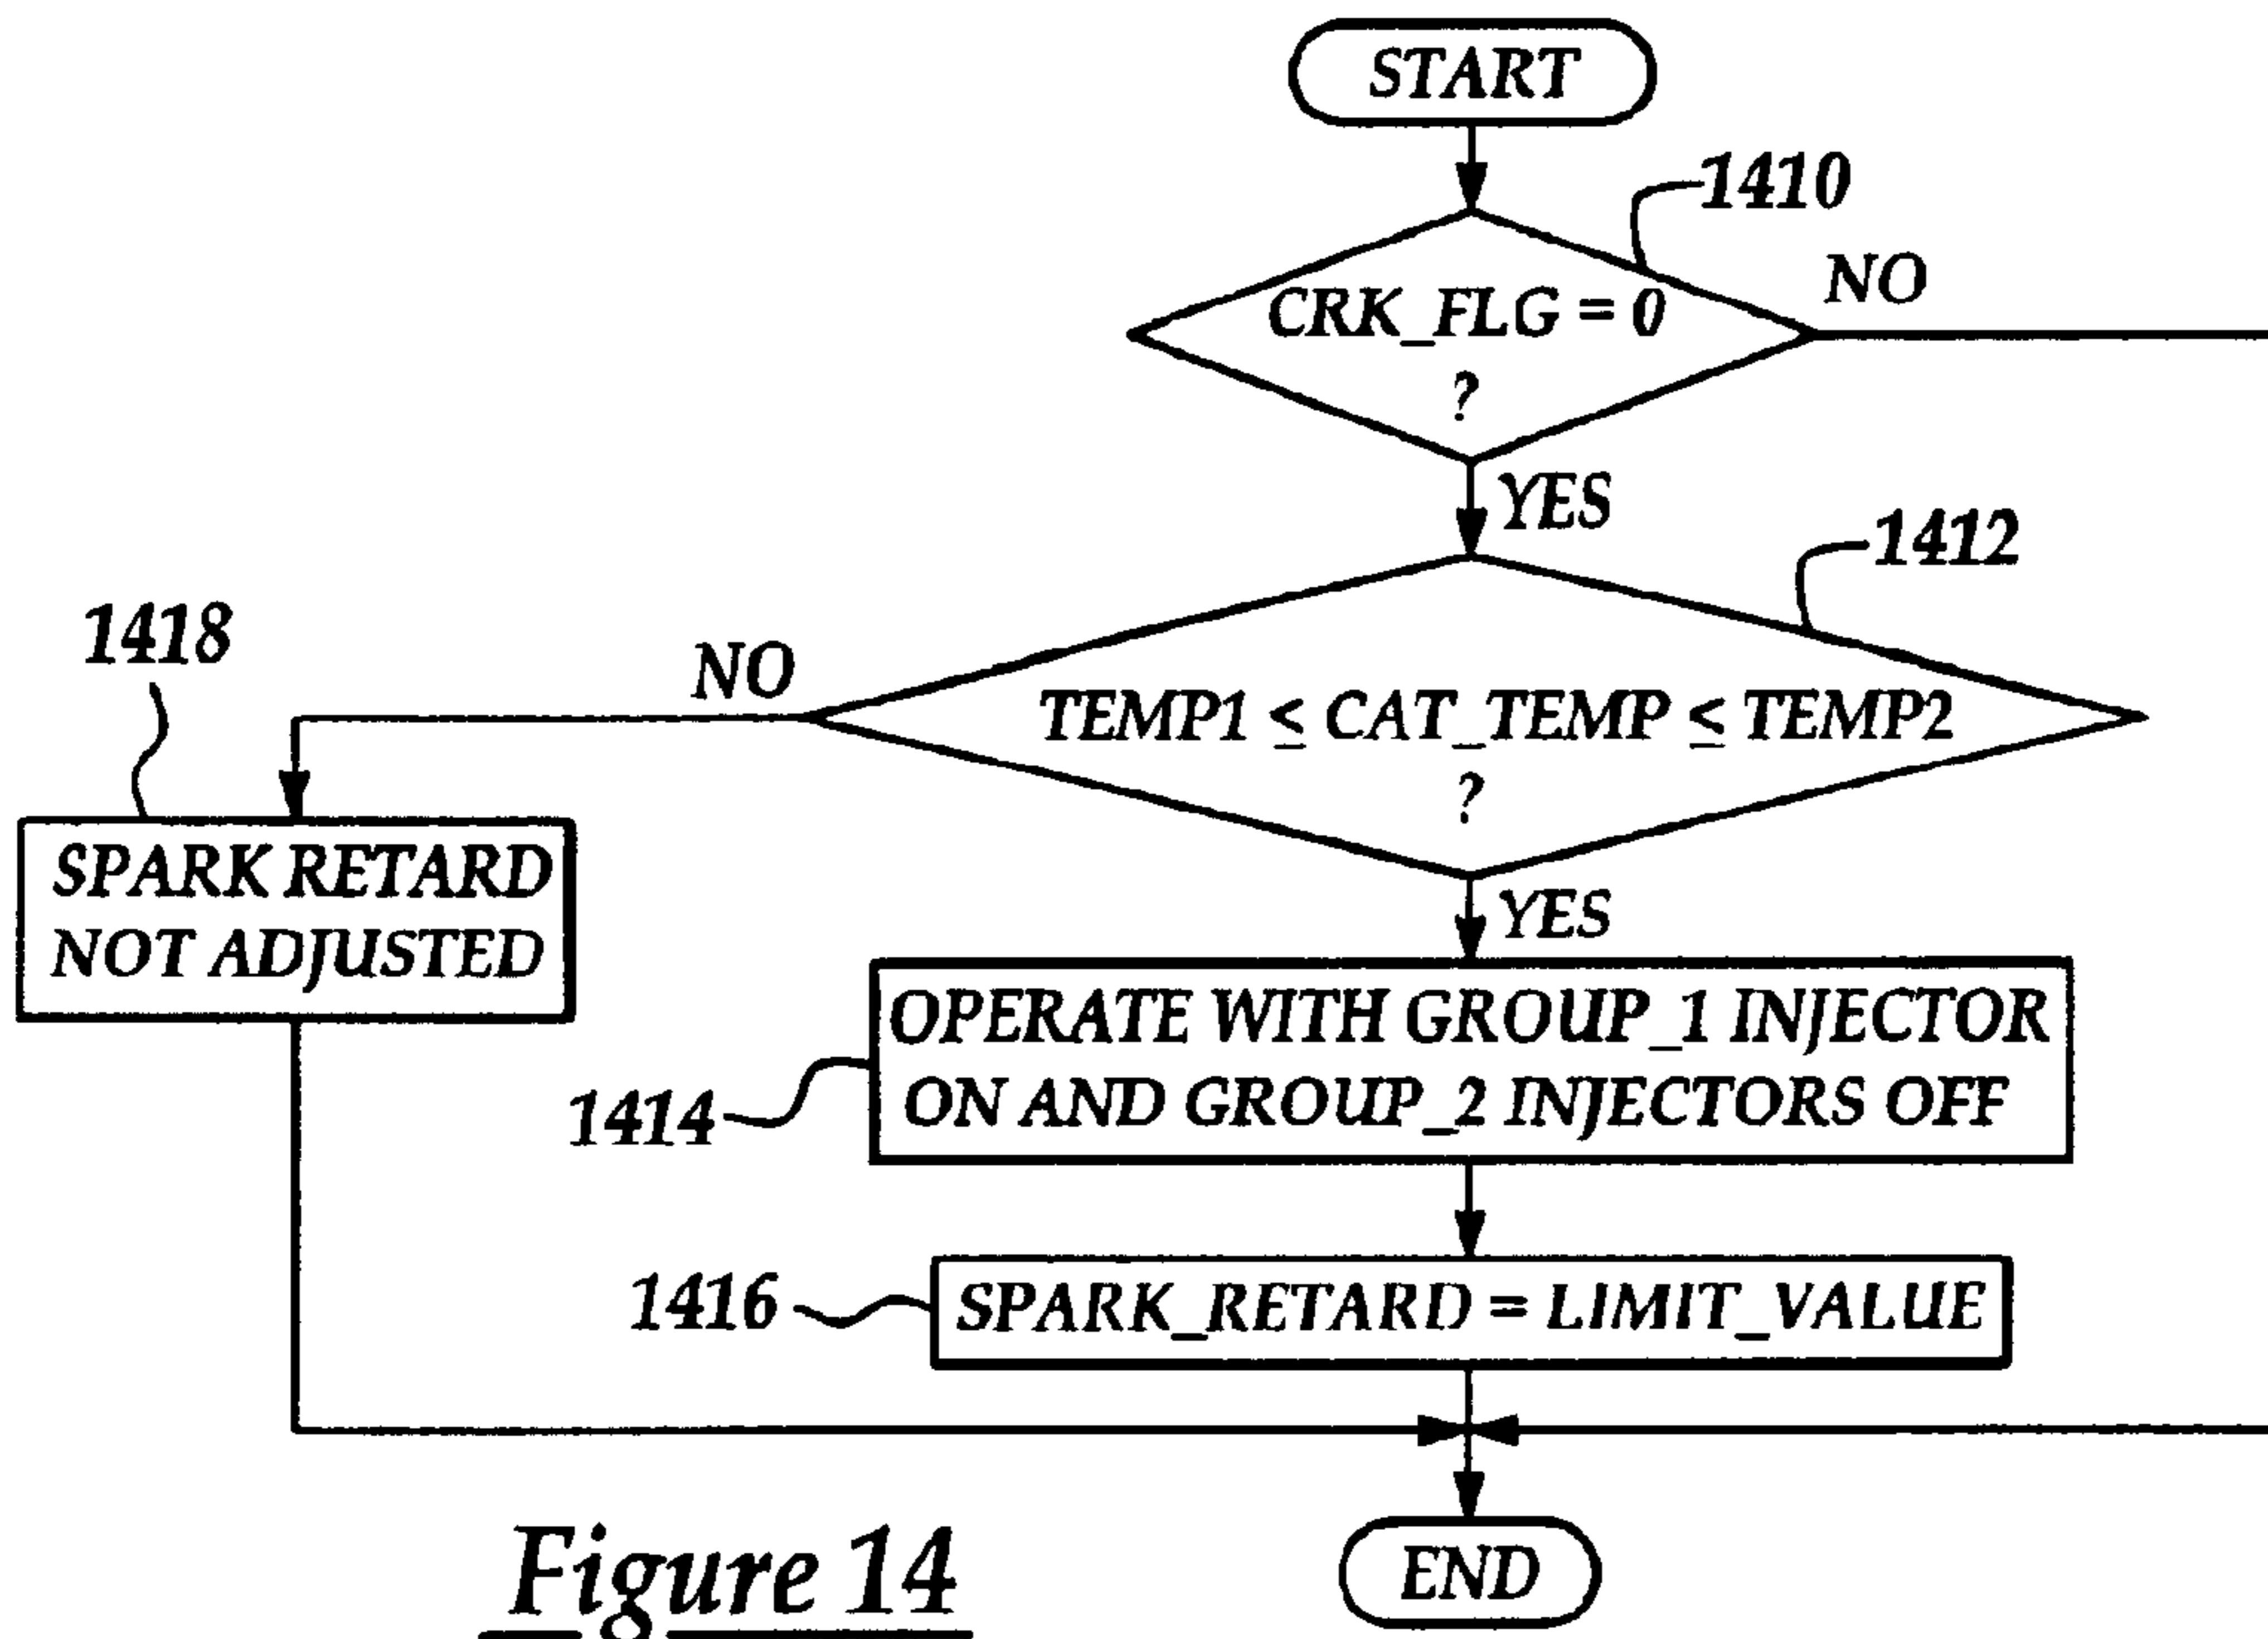 START
1410
CRK_FLG = 0
?
NO
YES
1412
TEMP1 ≤ CAT_TEMP ≤ TEMP2
?
NO
1418
SPARK RETARD
NOT ADJUSTED
YES
OPERATE WITH GROUP_1 INJECTOR
ON AND GROUP_2 INJECTORS OFF
1414
1416
SPARK_RETARD = LIMIT_VALUE
END
Figure 14